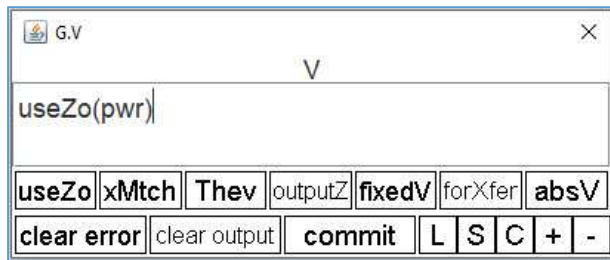 G.V
V
useZo(pwr)
useZo xMtch Thev outputZ fixedV forXfer absV
clear error clear output commit L S C + -